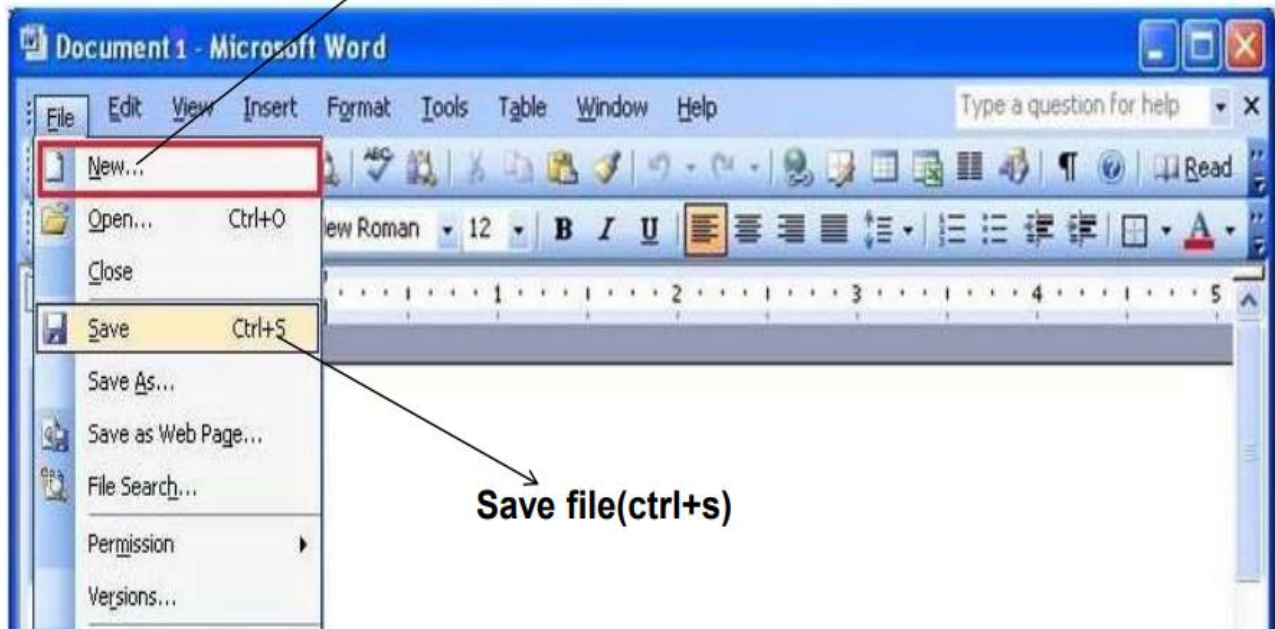 Document 1 - Microsoft Word
File Edit View Insert Format Tools Table Window Help Type a question for help
New...
Read
Open... Ctrl+O
ew Roman 12 B I U A
Close
1 2 3 4 5
Save Ctrl+S
Save As...
Save as Web Page...
File Search...
Save file(ctrl+s)
Permission
Versions...